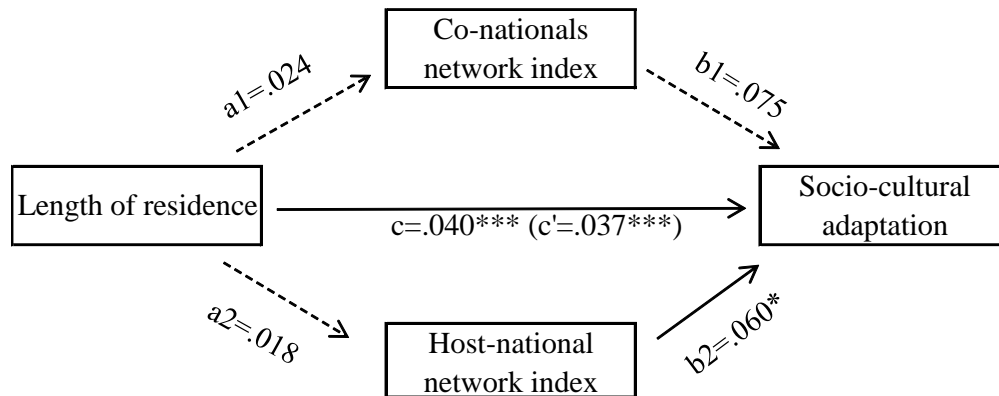 Co-nationals
network index
a1=.024
b1=.075
Length of residence
Socio-cultural
adaptation
c=.040*** (c'=.037***)
a2=.018
b2=.060*
Host-national
network index